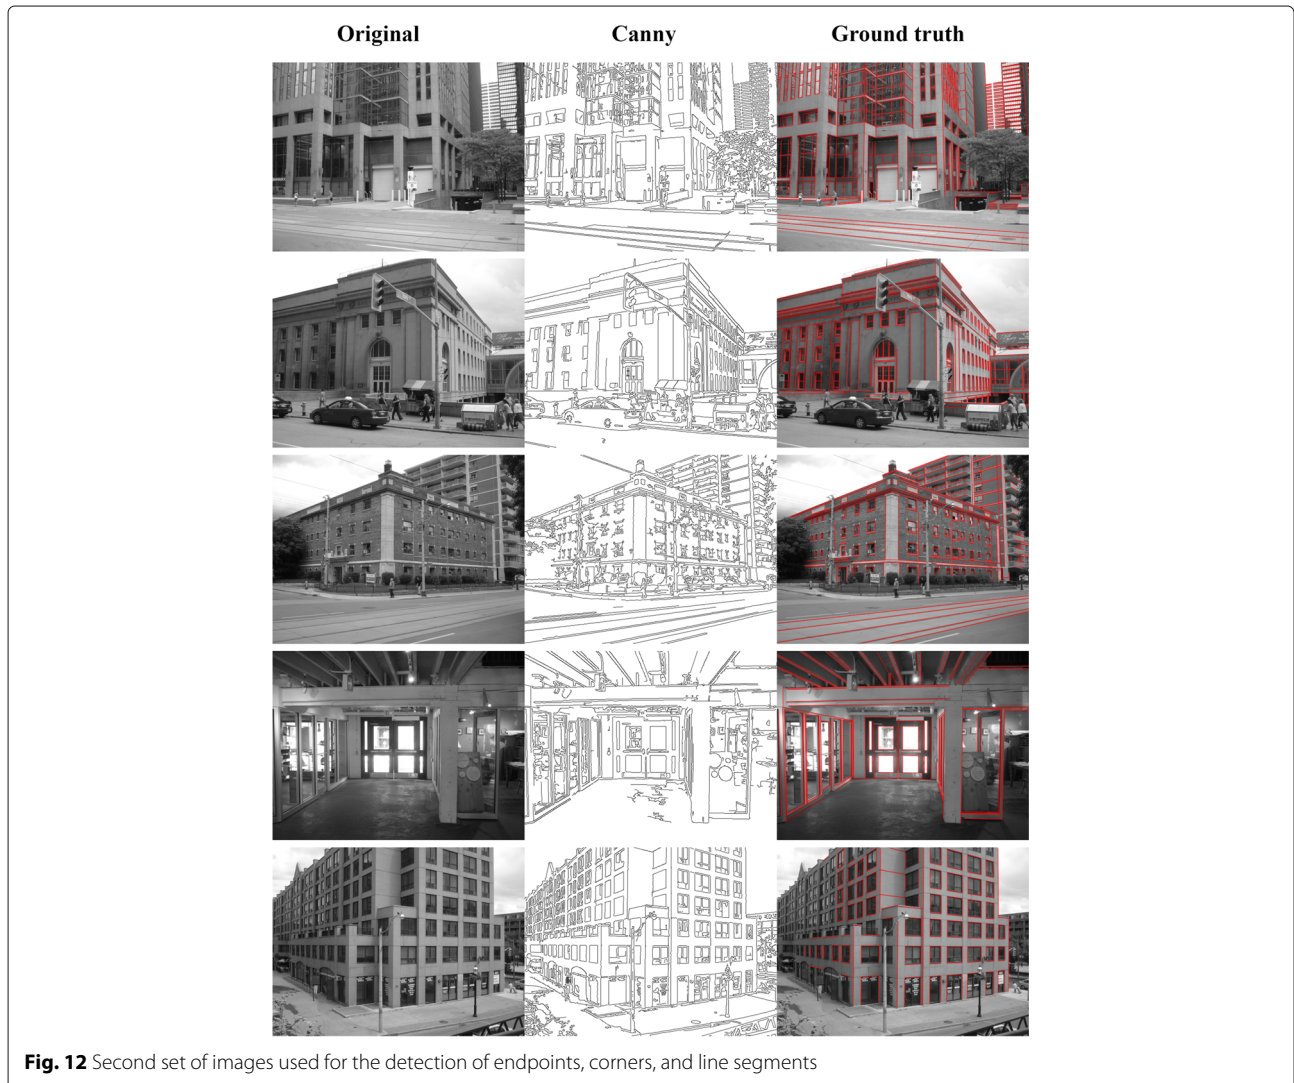 Original Canny Ground truth
Fig. 12 Second set of images used for the detection of endpoints, corners, and line segments